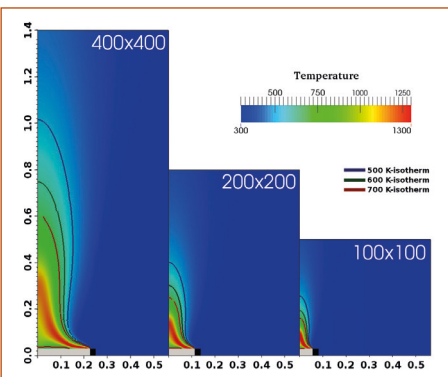 1.4
400x400
1.2
1.0
0.8
0.6
0.4
0.2
0.0
0.1 0.2 0.3 0.4 0.5
Temperature
500 750 1000
300 1300
500 K-isotherm
600 K-isotherm
700 K-isotherm
200x200
0.1 0.2 0.3 0.4 0.5
100x100
0.1 0.2 0.3 0.4 0.5